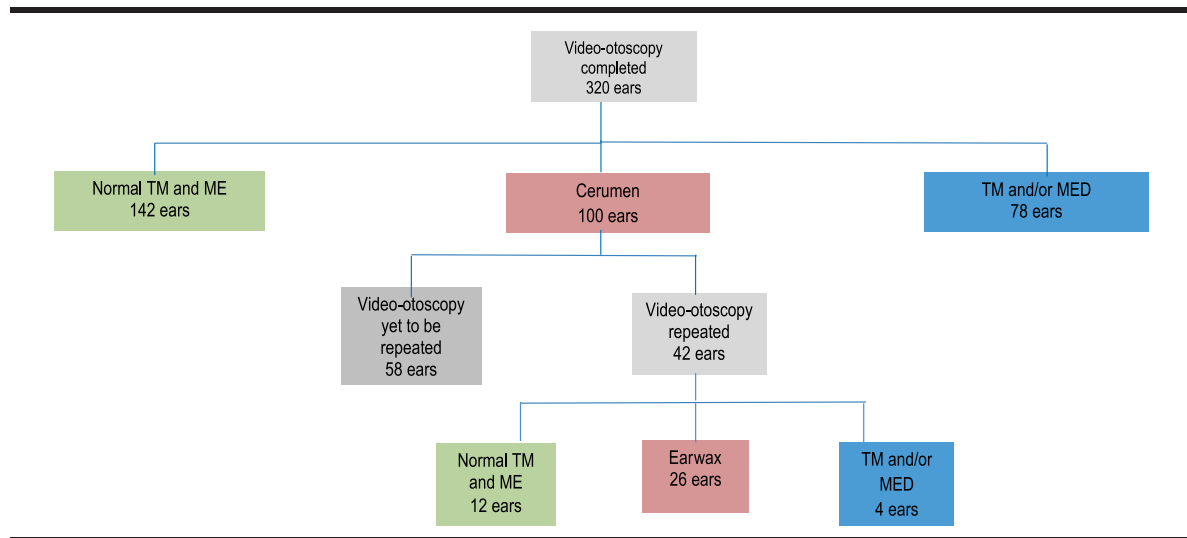 Video-otoscopy
completed
320 ears
Normal TM and ME
142 ears
Cerumen
100 ears
TM and/or MED
78 ears
Video-otoscopy
yet to be
repeated
58 ears
Video-otoscopy
repeated
42 ears
Normal TM
and ME
12 ears
Earwax
26 ears
TM and/or
MED
4 ears